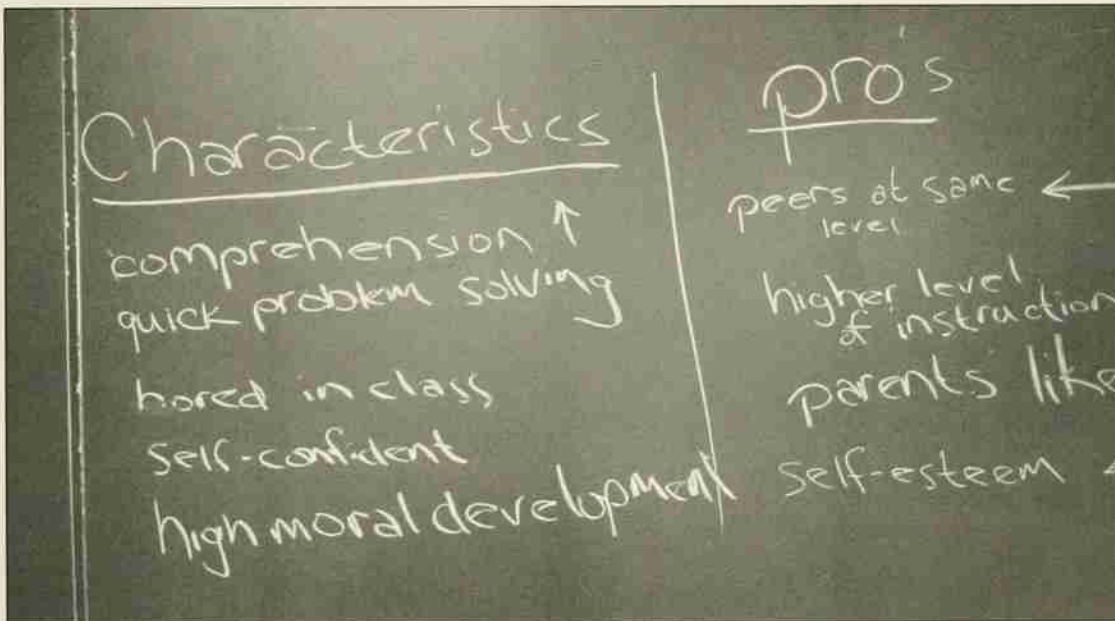 Characteristics
comprehension ↑
quick problem solving
bored in class
self-confident
high moral development
pro's
peers at same ←
level
higher level
of instruction
parents like
self-esteem